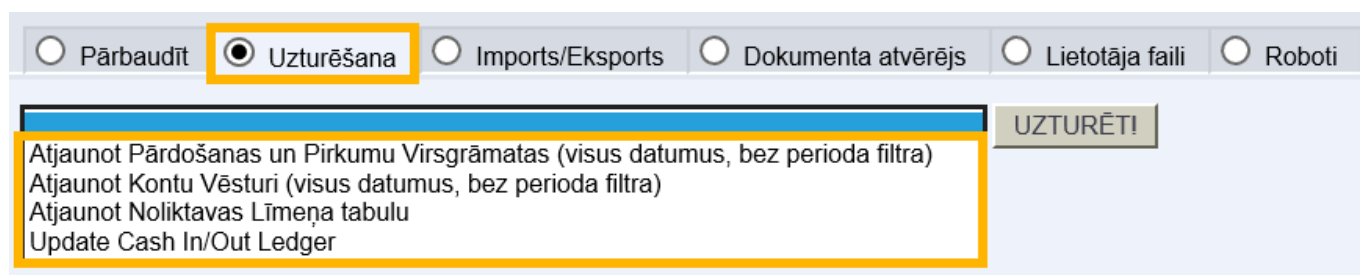 Pārbaudīt Uzturēšana Imports/Eksports Dokumenta atvērējs Lietotāja faili Roboti
UZTURĒT!
Atjaunot Pārdošanas un Pirkumu Virsgrāmatas (visus datumus, bez perioda filtra)
Atjaunot Kontu Vēsturi (visus datumus, bez perioda filtra)
Atjaunot Noliktavas Līmeņa tabulu
Update Cash In/Out Ledger